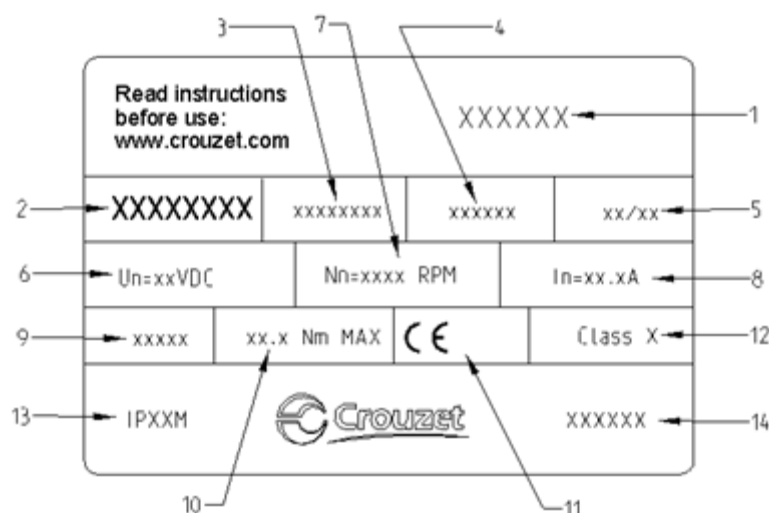 3 7 4
Read instructions
before use:
www.crouzet.com
XXXXXX 1
2 XXXXXXXX xxxxxxxx xxxxxx xx/xx 5
6 Un=xxVDC Nn=xxxx RPM In=xx.xA 8
9 xxxxx xx.x Nm MAX CE Class X 12
13 IPXXM Crouzet XXXXXX 14
10 11